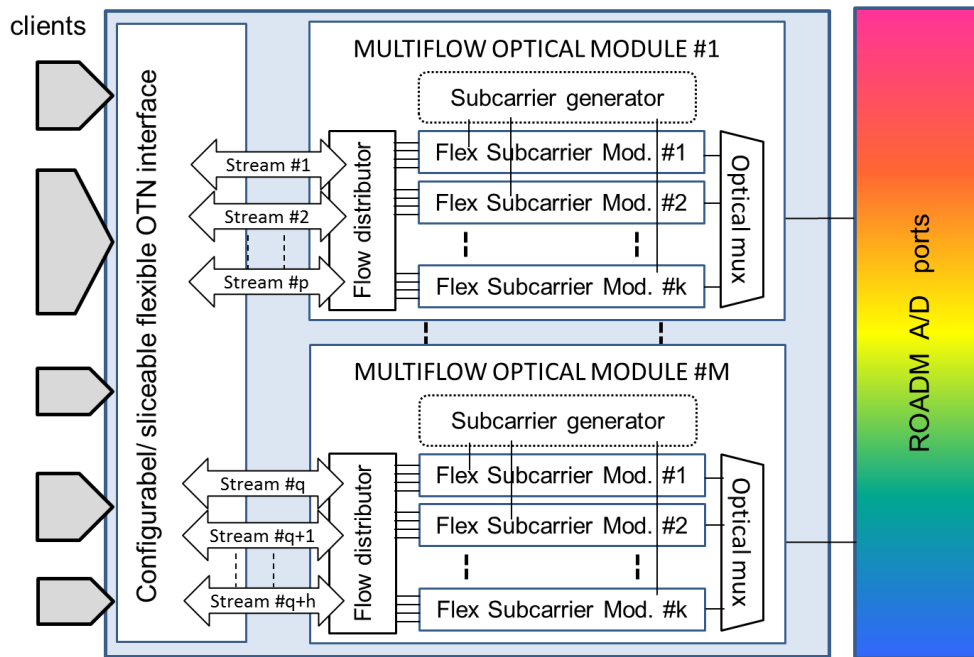 clients
Configurabel/ sliceable flexible OTN interface
MULTIFLOW OPTICAL MODULE #1
Subcarrier generator
Stream #1
Stream #2
Stream #p
Flow distributor
Flex Subcarrier Mod. #1
Flex Subcarrier Mod. #2
Flex Subcarrier Mod. #k
Optical mux
MULTIFLOW OPTICAL MODULE #M
Subcarrier generator
Stream #q
Stream #q+1
Stream #q+h
Flow distributor
Flex Subcarrier Mod. #1
Flex Subcarrier Mod. #2
Flex Subcarrier Mod. #k
Optical mux
ROADM A/D ports